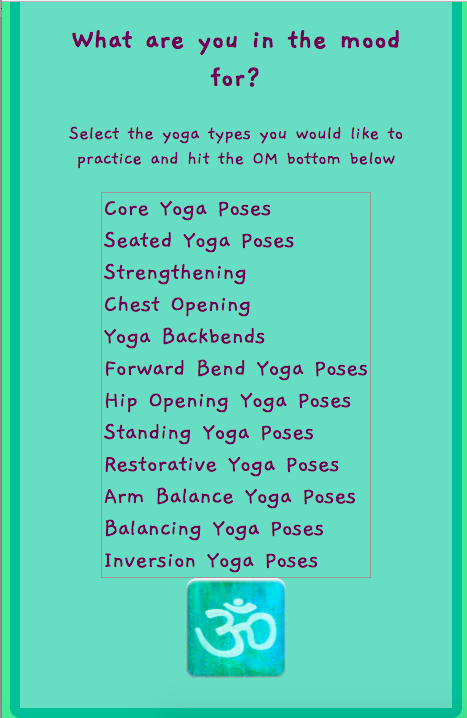 What are you in the mood
for?
Select the yoga types you would like to
practice and hit the OM bottom below
Core Yoga Poses
Seated Yoga Poses
Strengthening
Chest Opening
Yoga Backbends
Forward Bend Yoga Poses
Hip Opening Yoga Poses
Standing Yoga Poses
Restorative Yoga Poses
Arm Balance Yoga Poses
Balancing Yoga Poses
Inversion Yoga Poses
ॐ